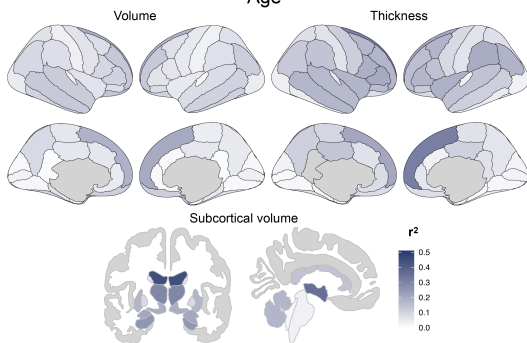 Age
Volume
Thickness
Subcortical volume
r²
0.5
0.4
0.3
0.2
0.1
0.0